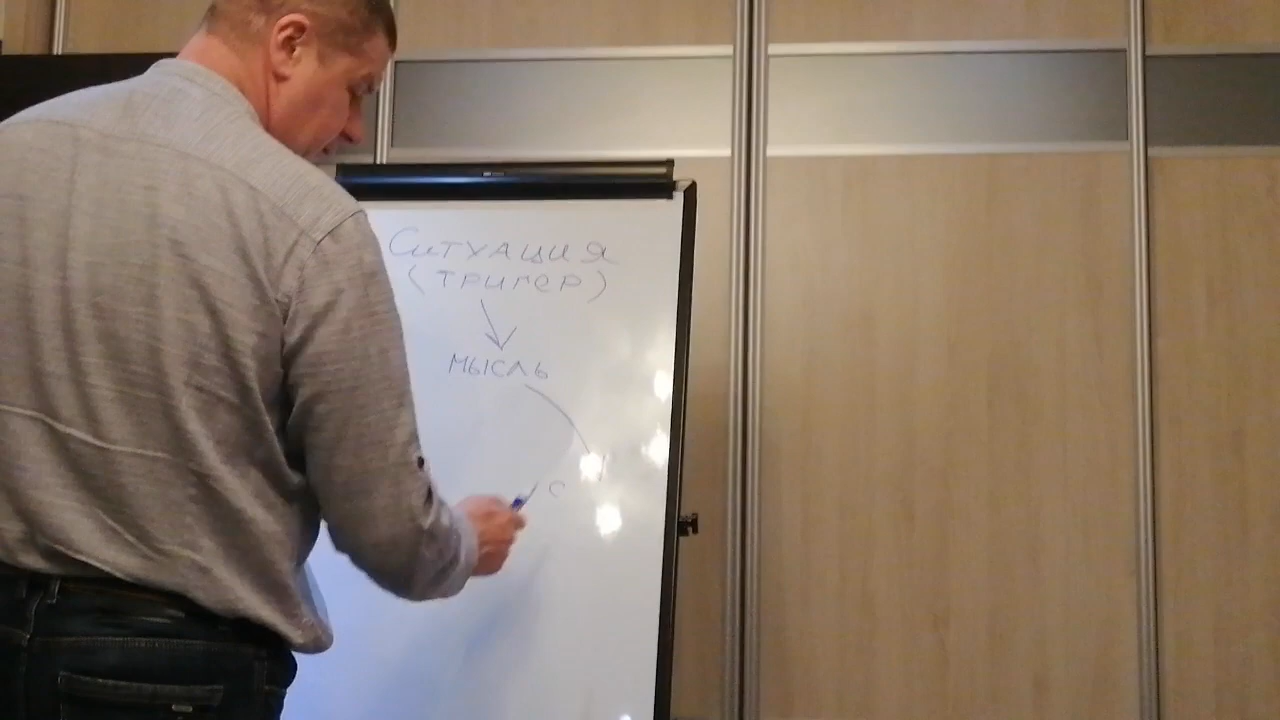 Ситуация
(тригер)
мысль
с